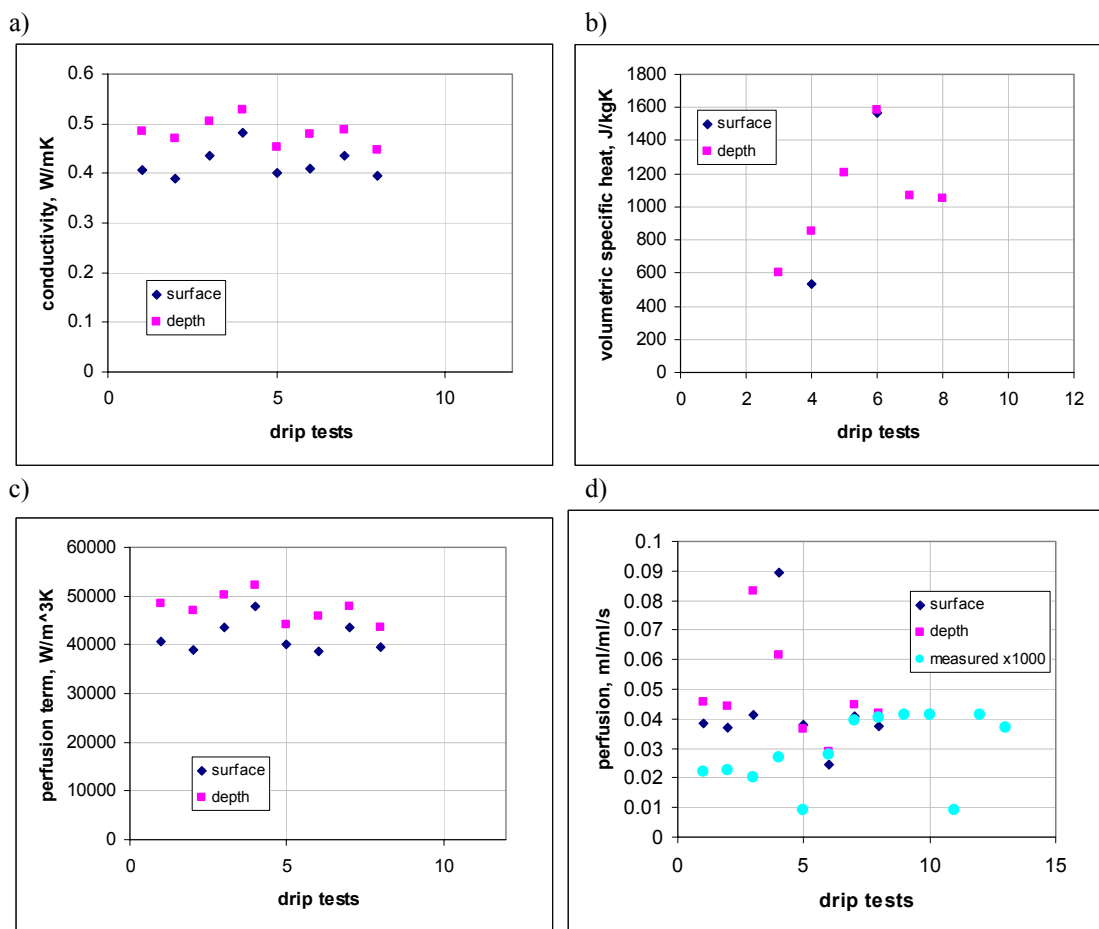 a)
conductivity, W/mK
0.6
0.5
0.4
0.3
0.2
0.1
0
surface
depth
0 5 10
drip tests
b)
volumetric specific heat, J/kgK
1800
1600
1400
1200
1000
800
600
400
200
0
surface
depth
0 2 4 6 8 10 12
drip tests
c)
perfusion term, W/m^3K
60000
50000
40000
30000
20000
10000
0
surface
depth
0 5 10
drip tests
d)
perfusion, ml/ml/s
0.1
0.09
0.08
0.07
0.06
0.05
0.04
0.03
0.02
0.01
0
surface
depth
measured x1000
0 5 10 15
drip tests